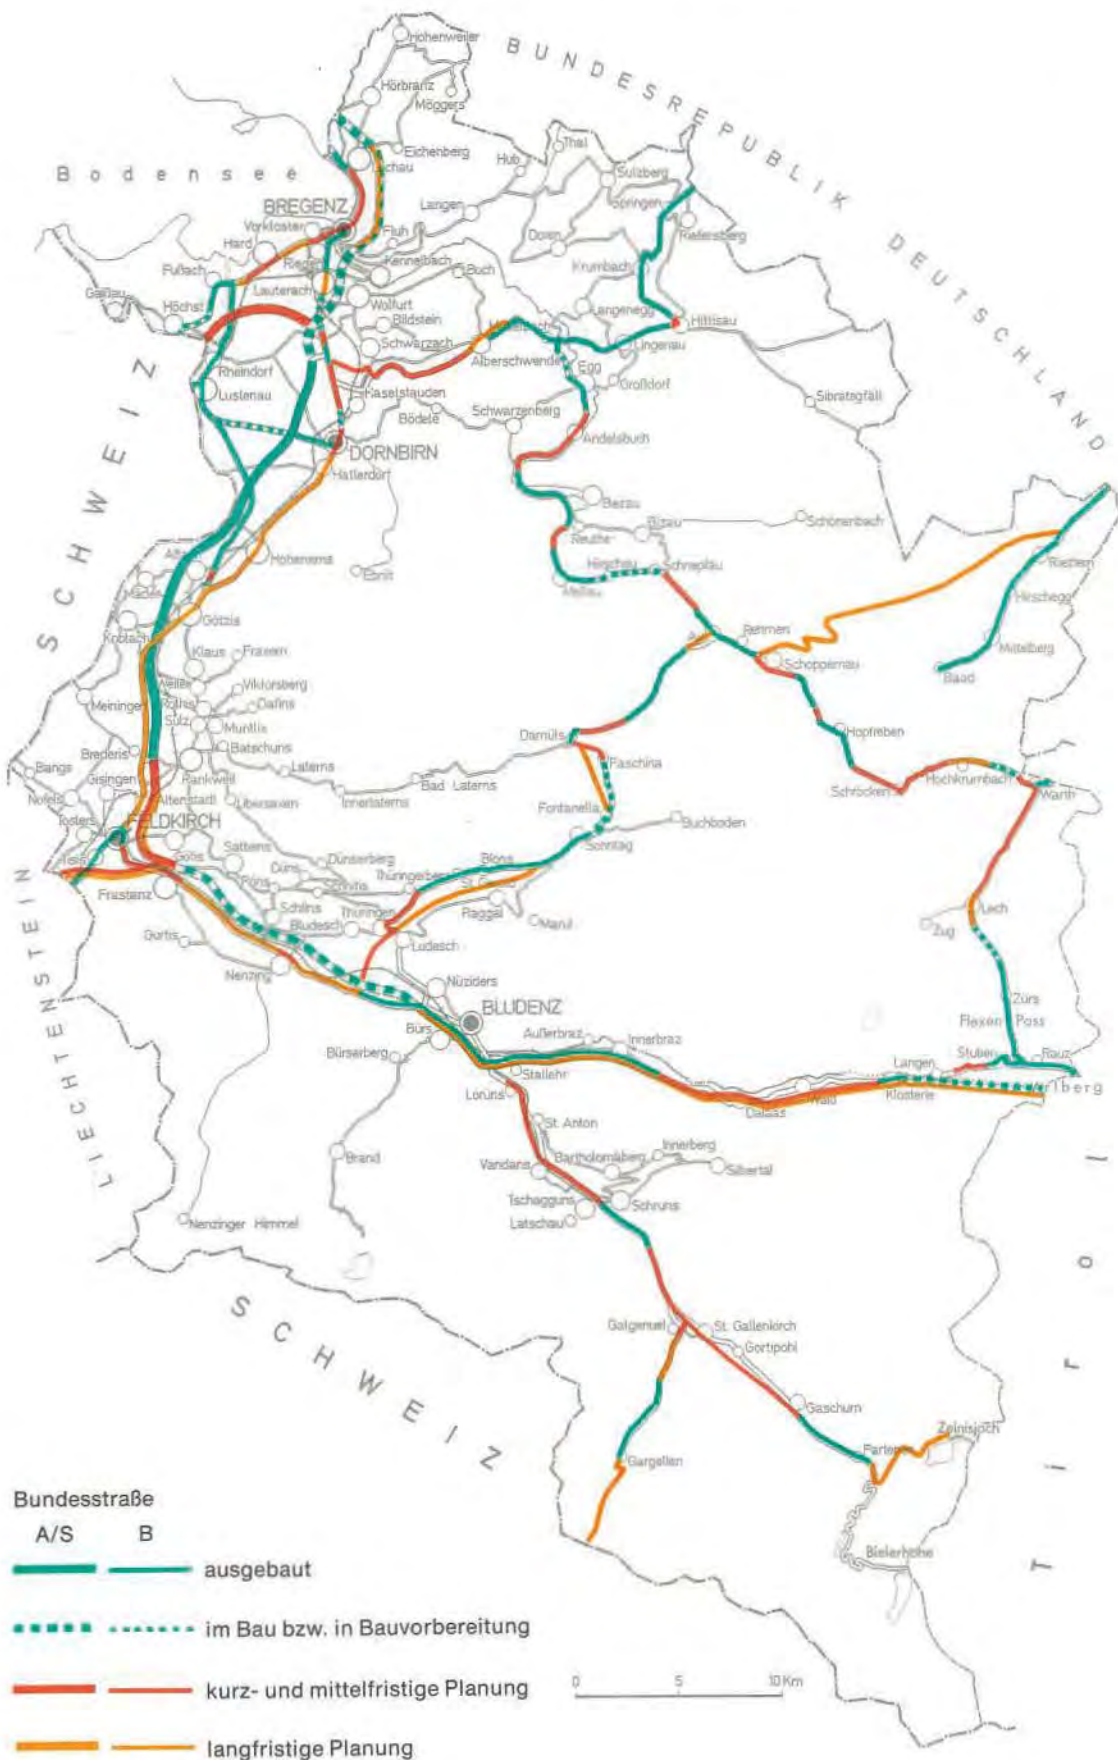 BUNDESREPUBLIK DEUTSCHLAND
Hohenweiler
Hörbranz
Möggers
Eichenberg
Lochau
Bodensee
BREGENZ
Vorkloster
Hard
Fluh
Kennelbach
Langen
Hub
Thal
Sulzberg
Springen
Riefensberg
Doren
Krumbach
Fußach
Gaißau
Höchst
Lauterach
Wolfurt
Buch
Bildstein
Schwarzach
Langenegg
Hittisau
Lingenau
Alberschwende
Egg
Großdorf
Rheindorf
Lustenau
Haselstauden
Bödele
Schwarzenberg
Andelsbuch
Sibratsgfäll
DORNBIRN
Hatlerdorf
SCHWEIZ
Bezau
Reuthe
Bizau
Schönenbach
Hohenems
Ebnit
Hirschau
Schnepfau
Mellau
Riezlern
Hirschegg
Mittelberg
Baad
Götzis
Koblach
Klaus
Fraxern
Weiler
Viktorsberg
Röthis
Dafins
Sulz
Muntlix
Meiningen
Batschuns
Au
Rehmen
Schoppernau
Hopfreben
Damüls
Faschina
Brederis
Bangs
Gisingen
Rankweil
Laterns
Innerlaterns
Bad Laterns
Nofels
Altenstadt
Übersaxen
Tosters
FELDKIRCH
Fontanella
Buchboden
Schröcken
Hochkrumbach
Warth
Tisis
Göfis
Satteins
Düns
Dünserberg
Röns
Schnifis
Thüringerberg
Blons
Sonntag
Frastanz
Schlins
Bludesch
Thüringen
Raggal
Marul
Ludesch
Gurtis
Nenzing
Nüziders
BLUDENZ
Lech
Zug
Zürs
Flexen Pass
LIECHTENSTEIN
Bürs
Bürserberg
Außerbraz
Innerbraz
Langen
Stuben
Rauz
Stallehr
Lorüns
Dalaas
Wald
Klösterle
Arlberg
St. Anton
Brand
Vandans
Bartholomäberg
Innerberg
Silbertal
Tschagguns
Schruns
Latschau
Nenzinger Himmel
SCHWEIZ
Tirol
Galgenuel
St. Gallenkirch
Gortipohl
Gaschurn
Gargellen
Partenen
Zeinisjoch
Bielerhöhe
Bundesstraße
A/S B
ausgebaut
im Bau bzw. in Bauvorbereitung
kurz- und mittelfristige Planung
langfristige Planung
0 5 10 Km